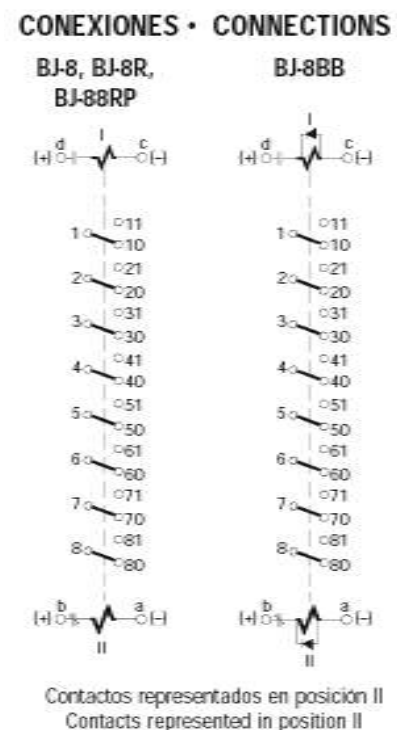 CONEXIONES • CONNECTIONS
BJ-8, BJ-8R,
BJ-88RP
BJ-8BB
I
d c
(+) (-)
1 11
10
2 21
20
3 31
30
4 41
40
5 51
50
6 61
60
7 71
70
8 81
80
b a
(+) (-)
II
I
d c
(+) (-)
1 11
10
2 21
20
3 31
30
4 41
40
5 51
50
6 61
60
7 71
70
8 81
80
b a
(+) (-)
II
Contactos representados en posición II
Contacts represented in position II